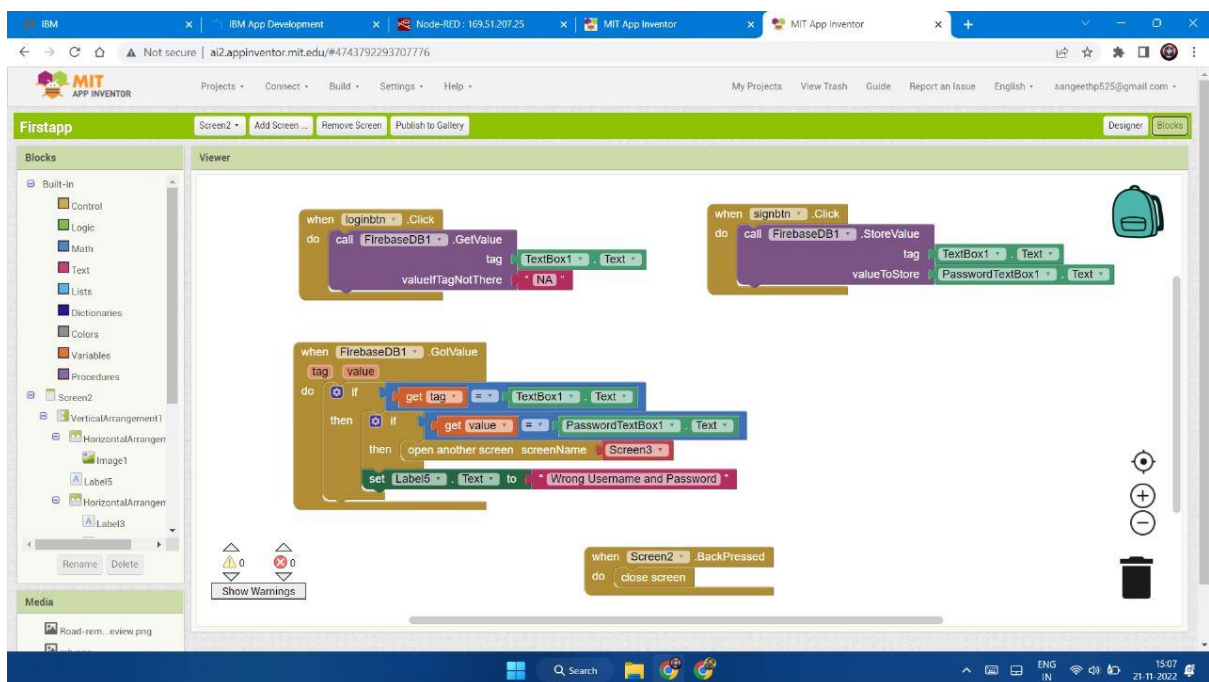 IBM
IBM App Development
Node-RED : 169.51.207.25
MIT App Inventor
MIT App Inventor
Not secure | ai2.appinventor.mit.edu/#4743792293707776
MIT
APP INVENTOR
Projects Connect Build Settings Help
My Projects View Trash Guide Report an Issue English sangeethp525@gmail.com
Firstapp
Screen2 Add Screen ... Remove Screen Publish to Gallery
Designer Blocks
Blocks
Viewer
Built-in
Control
Logic
Math
Text
Lists
Dictionaries
Colors
Variables
Procedures
Screen2
VerticalArrangement1
HorizontalArrangem
Image1
Label5
HorizontalArrangem
Label3
Rename Delete
Media
Road-rem...eview.png
when loginbtn .Click
do call FirebaseDB1 .GetValue
tag TextBox1 . Text
valueIfTagNotThere " NA "
when signbtn .Click
do call FirebaseDB1 .StoreValue
tag TextBox1 . Text
valueToStore PasswordTextBox1 . Text
when FirebaseDB1 .GotValue
tag value
do if get tag = TextBox1 . Text
then if get value = PasswordTextBox1 . Text
then open another screen screenName Screen3
set Label5 . Text to " Wrong Username and Password "
when Screen2 .BackPressed
do close screen
0 0
Show Warnings
Search
ENG
IN
15:07
21-11-2022